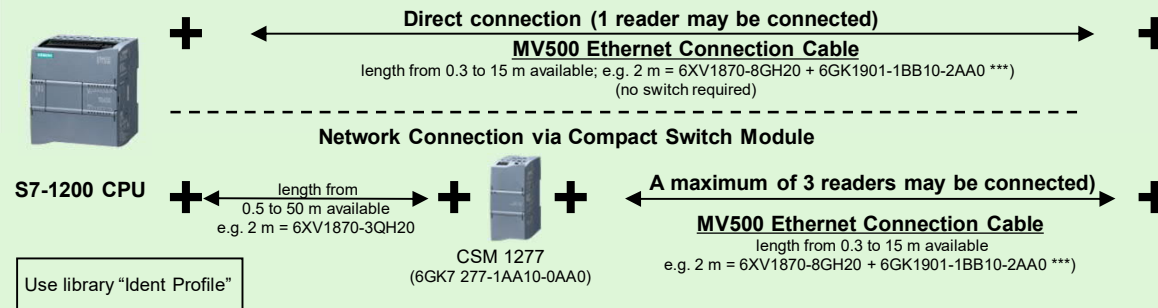 Direct connection (1 reader may be connected)
MV500 Ethernet Connection Cable
length from 0.3 to 15 m available; e.g. 2 m = 6XV1870-8GH20 + 6GK1901-1BB10-2AA0 ***)
(no switch required)
Network Connection via Compact Switch Module
S7-1200 CPU
length from
0.5 to 50 m available
e.g. 2 m = 6XV1870-3QH20
CSM 1277
(6GK7 277-1AA10-0AA0)
A maximum of 3 readers may be connected)
MV500 Ethernet Connection Cable
length from 0.3 to 15 m available
e.g. 2 m = 6XV1870-8GH20 + 6GK1901-1BB10-2AA0 ***)
Use library “Ident Profile”